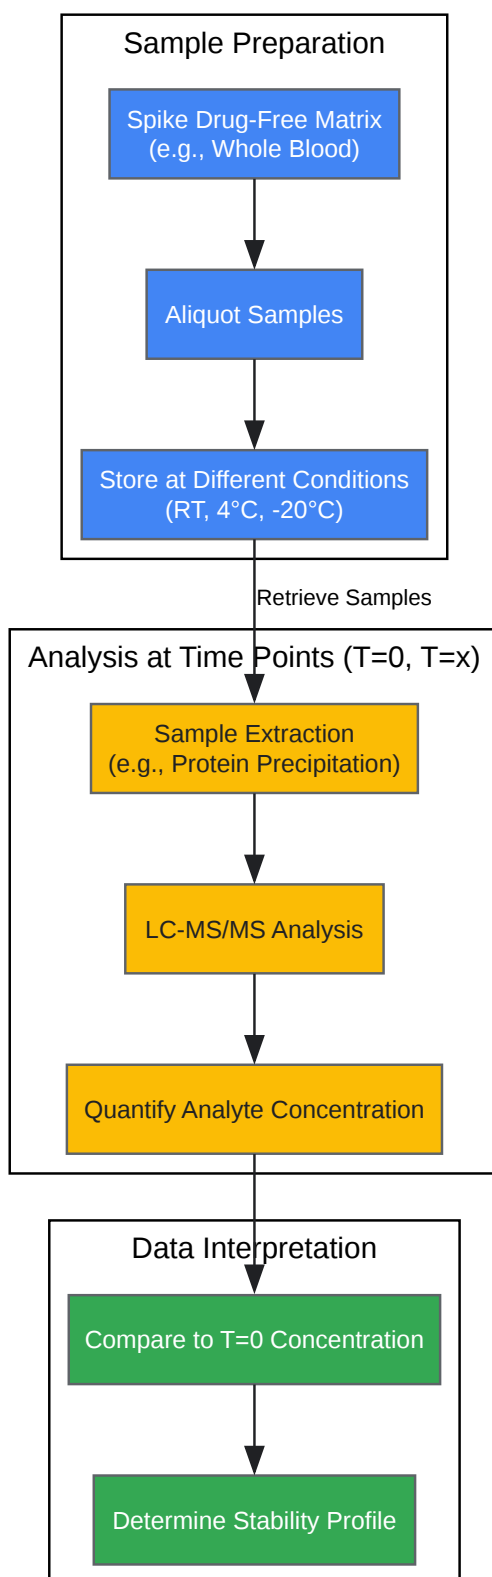 Sample Preparation
Spike Drug-Free Matrix
(e.g., Whole Blood)
Aliquot Samples
Store at Different Conditions
(RT, 4°C, -20°C)
Retrieve Samples
Analysis at Time Points (T=0, T=x)
Sample Extraction
(e.g., Protein Precipitation)
LC-MS/MS Analysis
Quantify Analyte Concentration
Data Interpretation
Compare to T=0 Concentration
Determine Stability Profile